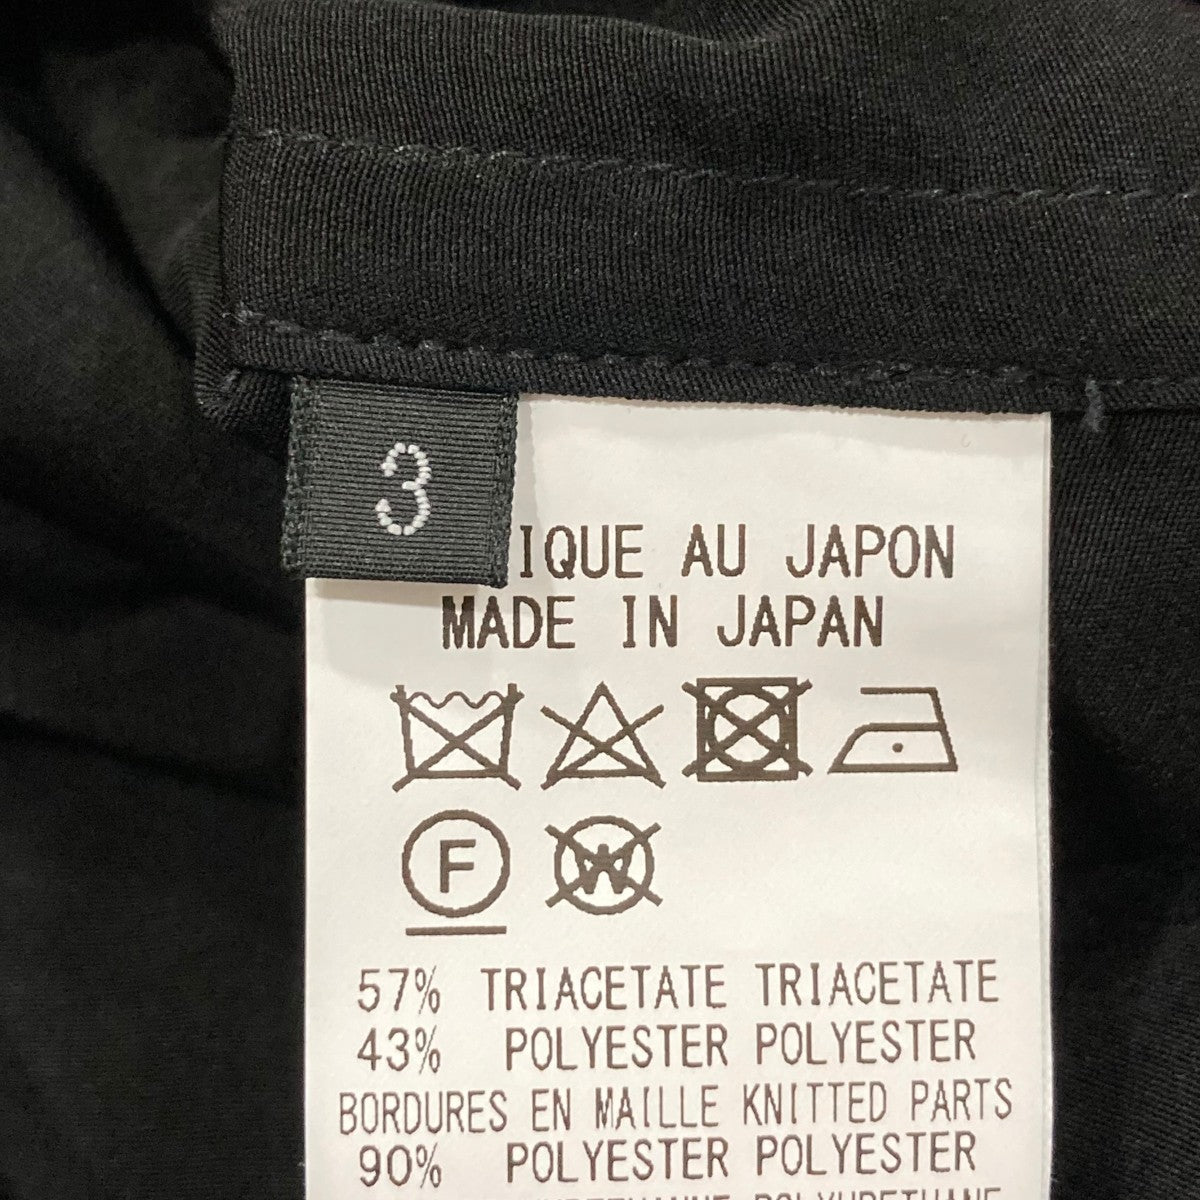 3
IQUE AU JAPON
MADE IN JAPAN
F W
57% TRIACETATE TRIACETATE
43% POLYESTER POLYESTER
BORDURES EN MAILLE KNITTED PARTS
90% POLYESTER POLYESTER